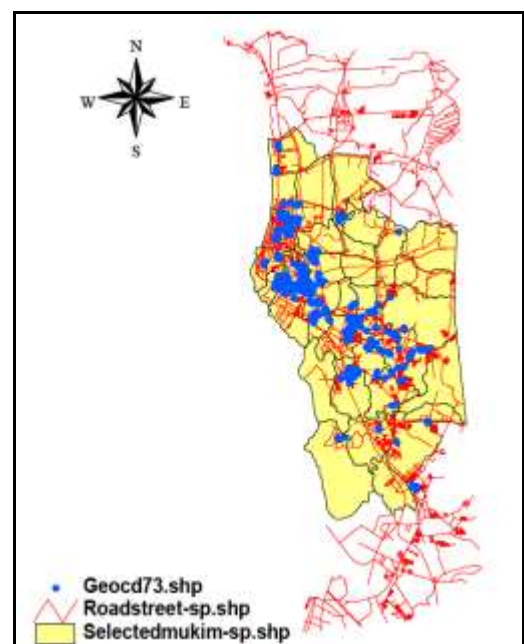 N
W E
S
Geocd73.shp
Roadstreet-sp.shp
Selectedmukim-sp.shp